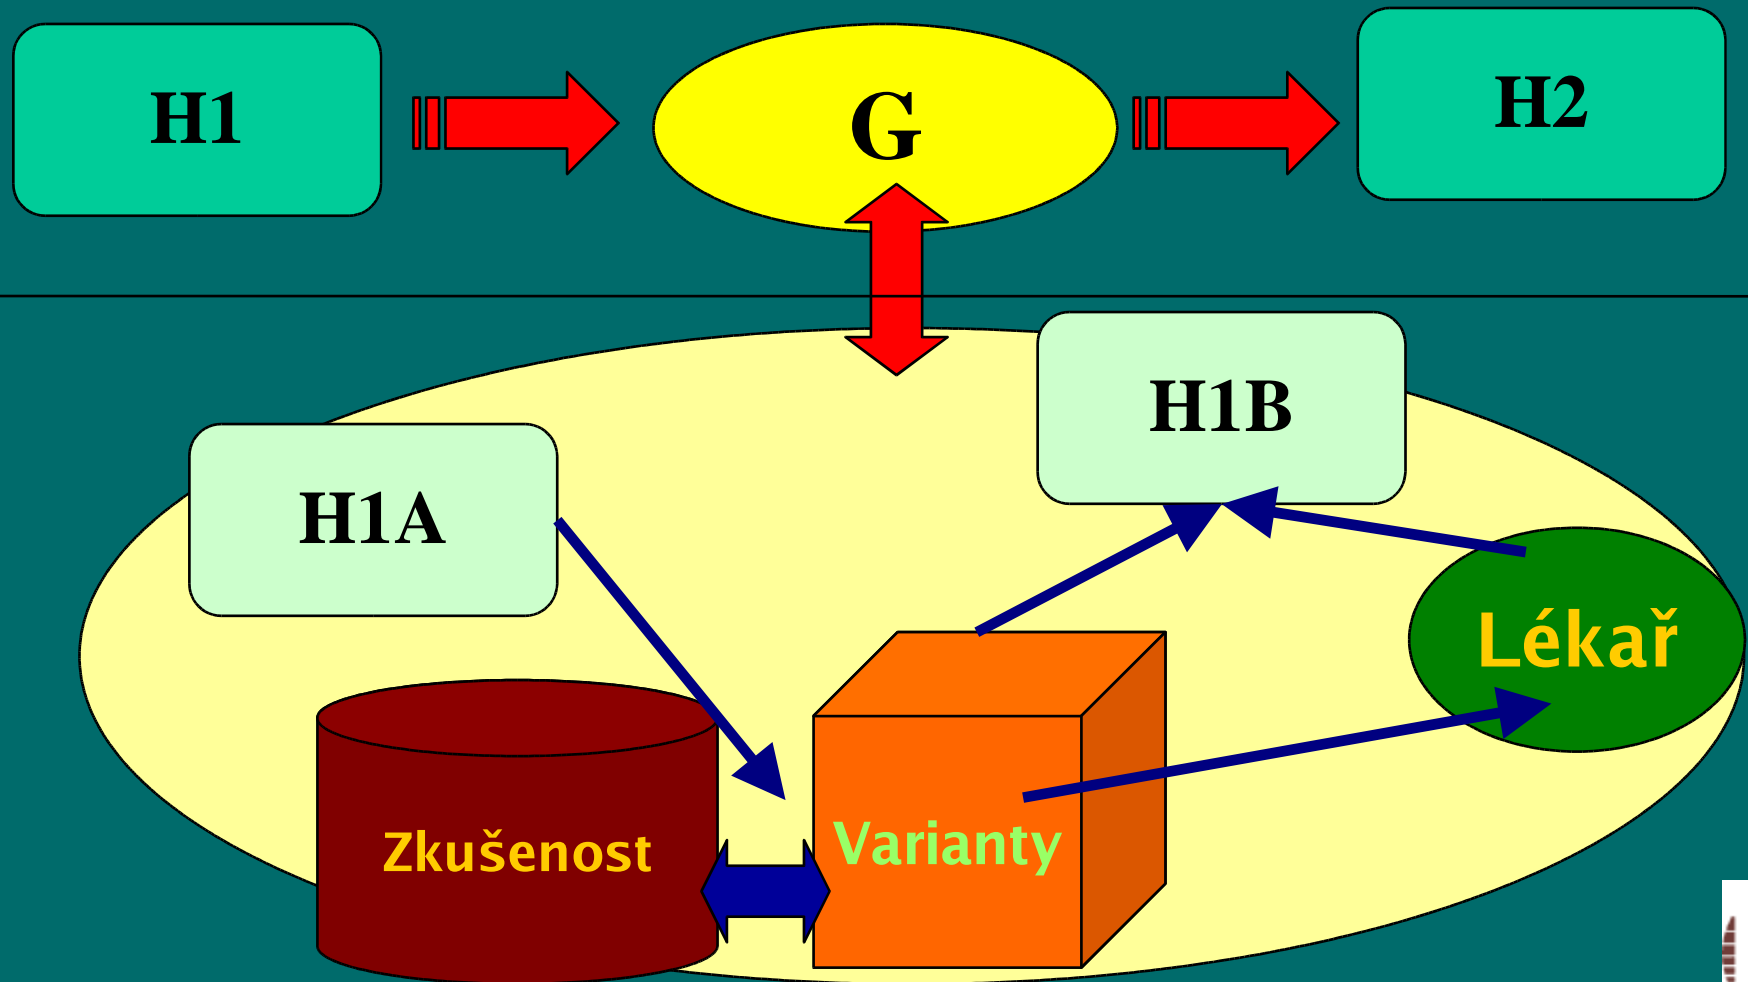 H1
G
H2
H1B
H1A
Lékař
Zkušenost
Varianty